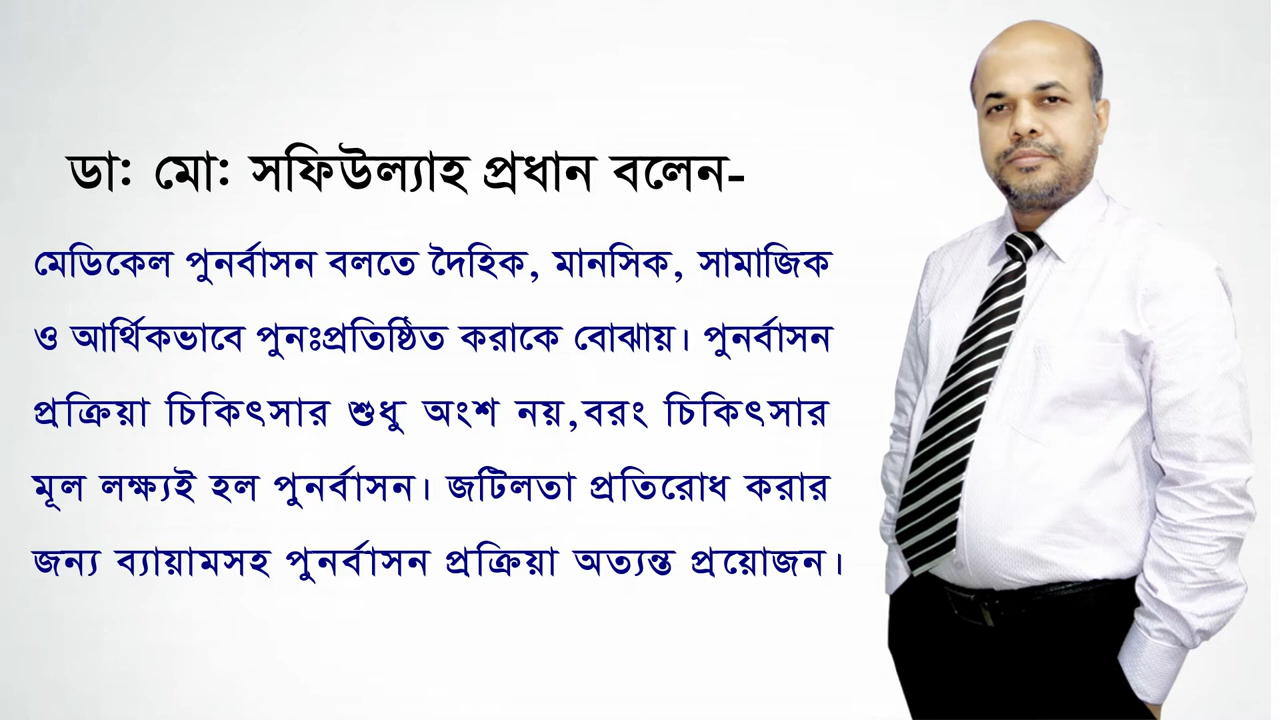 ডা: মো: সফিউল্যাহ প্রধান বলেন-
মেডিকেল পুনর্বাসন বলতে দৈহিক, মানসিক, সামাজিক
ও আর্থিকভাবে পুনঃপ্রতিষ্ঠিত করাকে বোঝায়। পুনর্বাসন
প্রক্রিয়া চিকিৎসার শুধু অংশ নয়,বরং চিকিৎসার
মূল লক্ষ্যই হল পুনর্বাসন। জটিলতা প্রতিরোধ করার
জন্য ব্যায়ামসহ পুনর্বাসন প্রক্রিয়া অত্যন্ত প্রয়োজন।